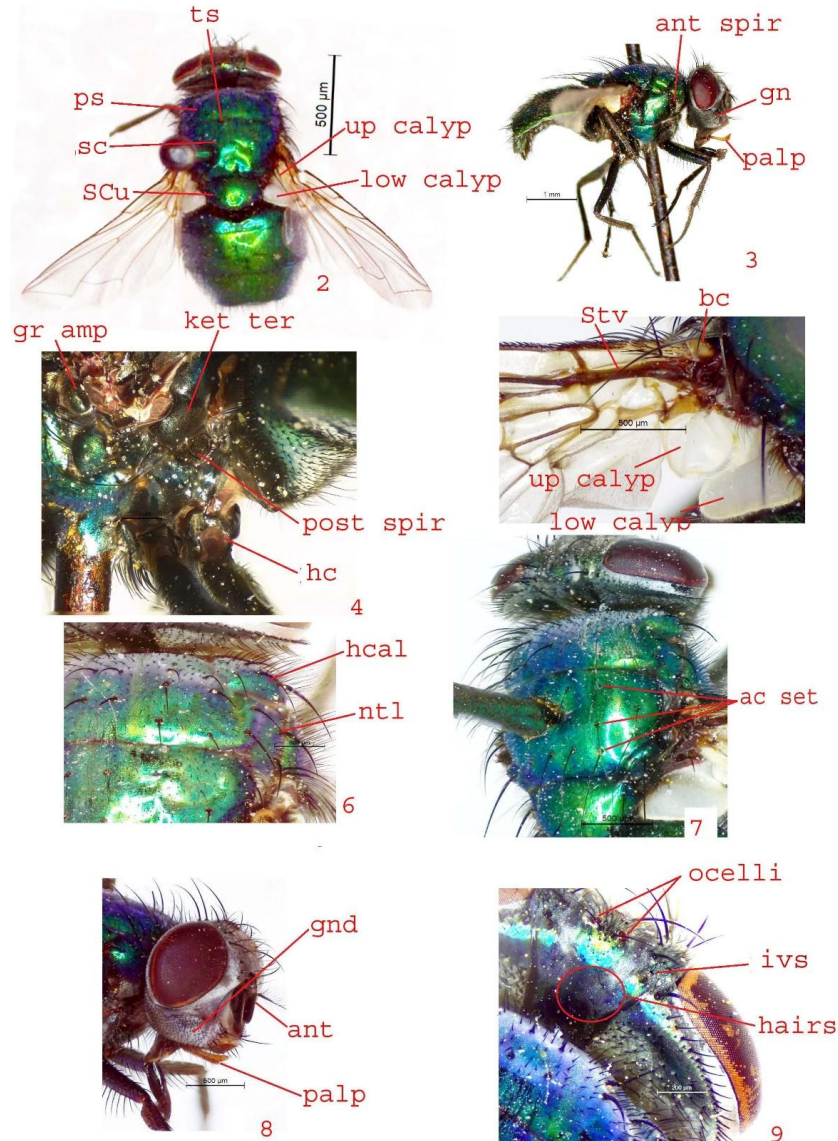 ts
ps
sc
SCu
500 µm
up calyp
low calyp
2
ant spir
gn
palp
1 mm
3
gr amp
ket ter
post spir
hc
4
Stv
bc
500 µm
up calyp
low calyp
hcal
ntl
6
ac set
500 µm
7
gnd
ant
palp
500 µm
8
ocelli
ivs
hairs
200 µm
9